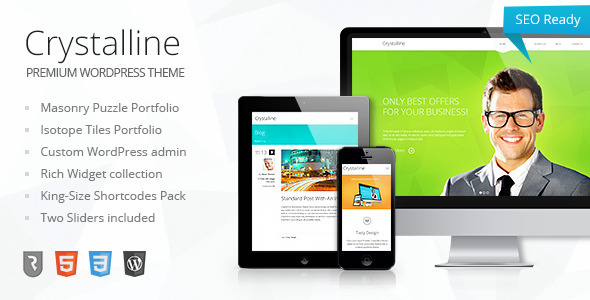 SEO Ready
Crystalline
PREMIUM WORDPRESS THEME
Masonry Puzzle Portfolio
Isotope Tiles Portfolio
Custom WordPress admin
Rich Widget collection
King-Size Shortcodes Pack
Two Sliders included
Crystalline
ONLY BEST OFFERS
FOR YOUR BUSINESS!
Crystalline
Blog
11.13
Standard Post With An
Crystalline
Tasty Design